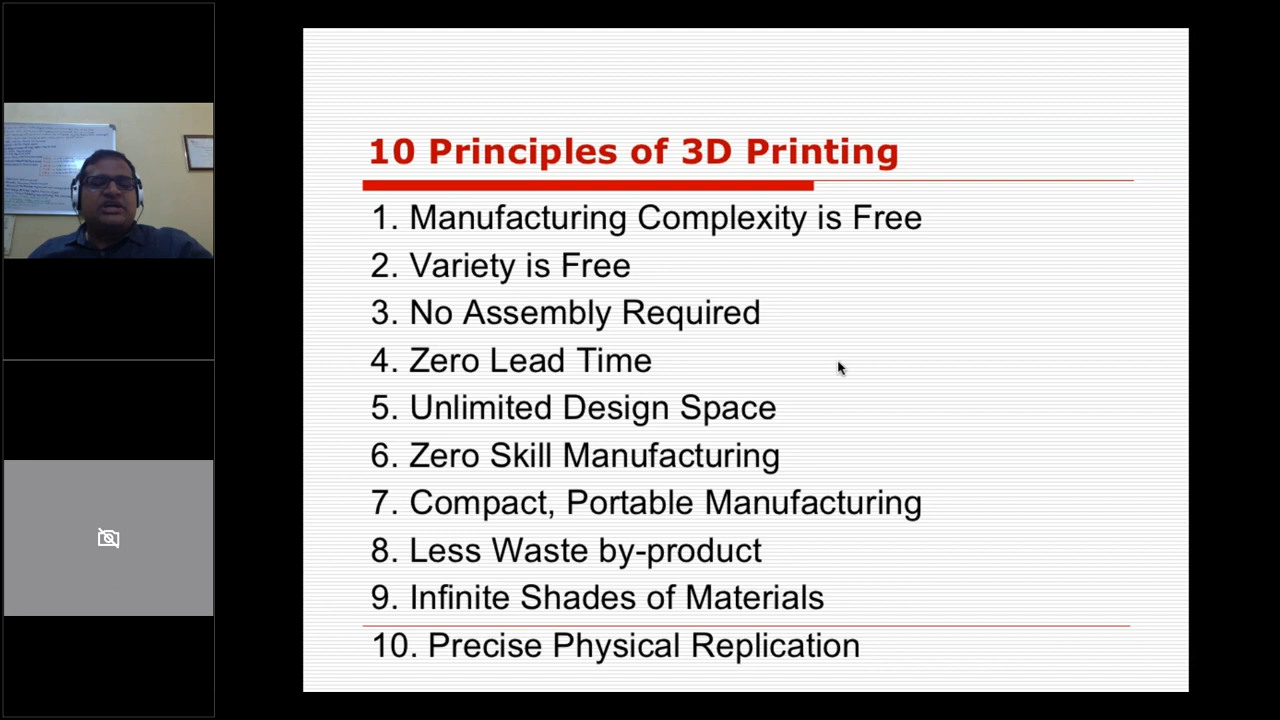 10 Principles of 3D Printing
1. Manufacturing Complexity is Free
2. Variety is Free
3. No Assembly Required
4. Zero Lead Time
5. Unlimited Design Space
6. Zero Skill Manufacturing
7. Compact, Portable Manufacturing
8. Less Waste by-product
9. Infinite Shades of Materials
10. Precise Physical Replication